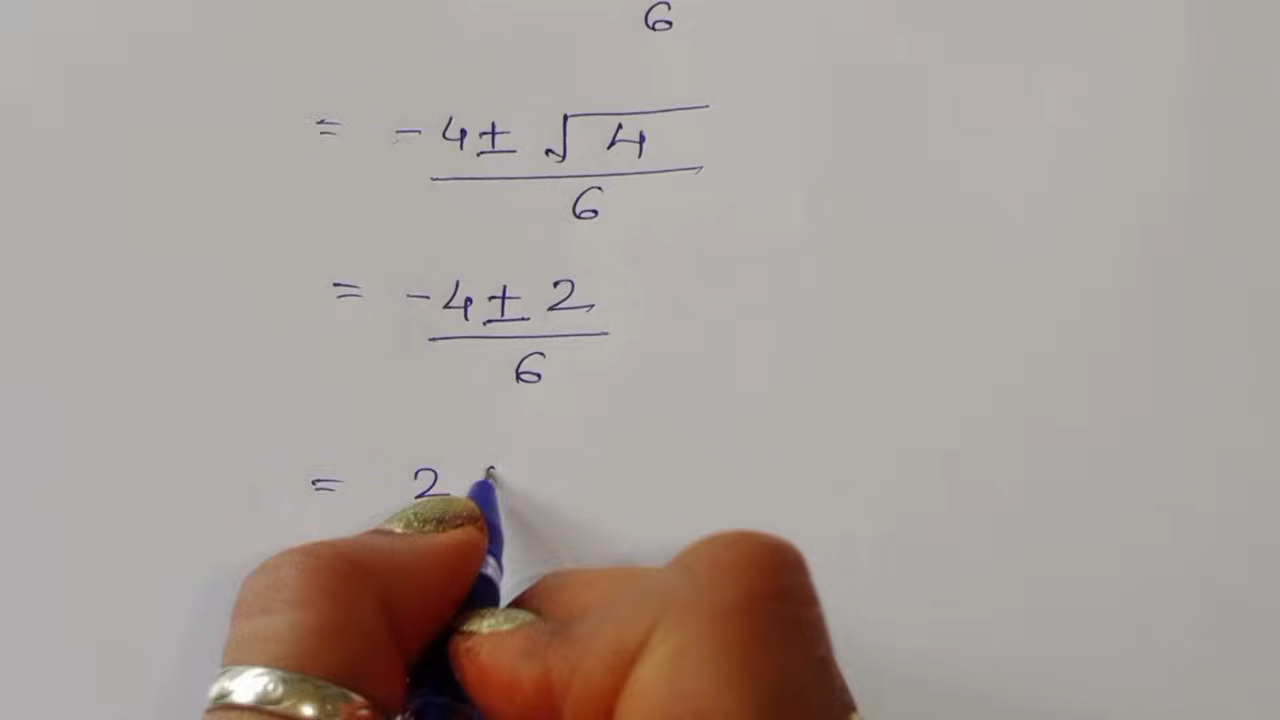 6
= -4 ± √4
6
= -4 ± 2
6
= 2